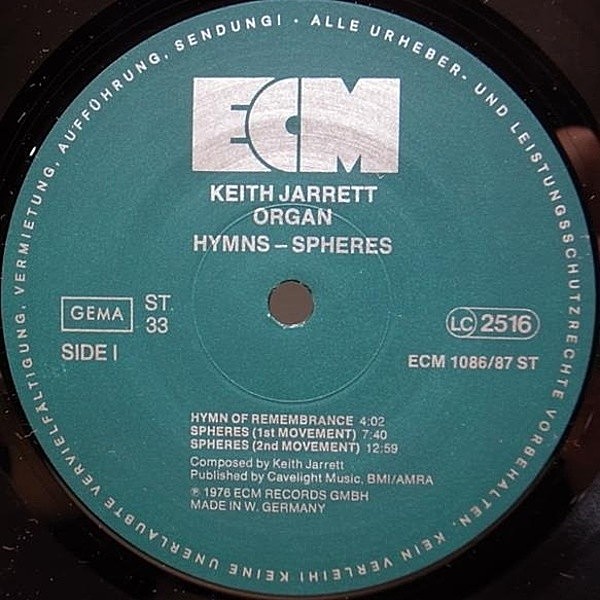 ALLE URHEBER- UND LEISTUNGSSCHUTZRECHTE VORBEHALTEN. KEIN VERLEIH! KEINE UNERLAUBTE VERVIELFÄLTIGUNG, VERMIETUNG, AUFFÜHRUNG, SENDUNG! •
ECM
KEITH JARRETT
ORGAN
HYMNS – SPHERES
GEMA
ST
33
SIDE I
LC 2516
ECM 1086/87 ST
HYMN OF REMEMBRANCE 4:02
SPHERES (1st MOVEMENT) 7:40
SPHERES (2nd MOVEMENT) 12:59
Composed by Keith Jarrett
Published by Cavelight Music, BMI/AMRA
℗ 1976 ECM RECORDS GMBH
MADE IN W. GERMANY